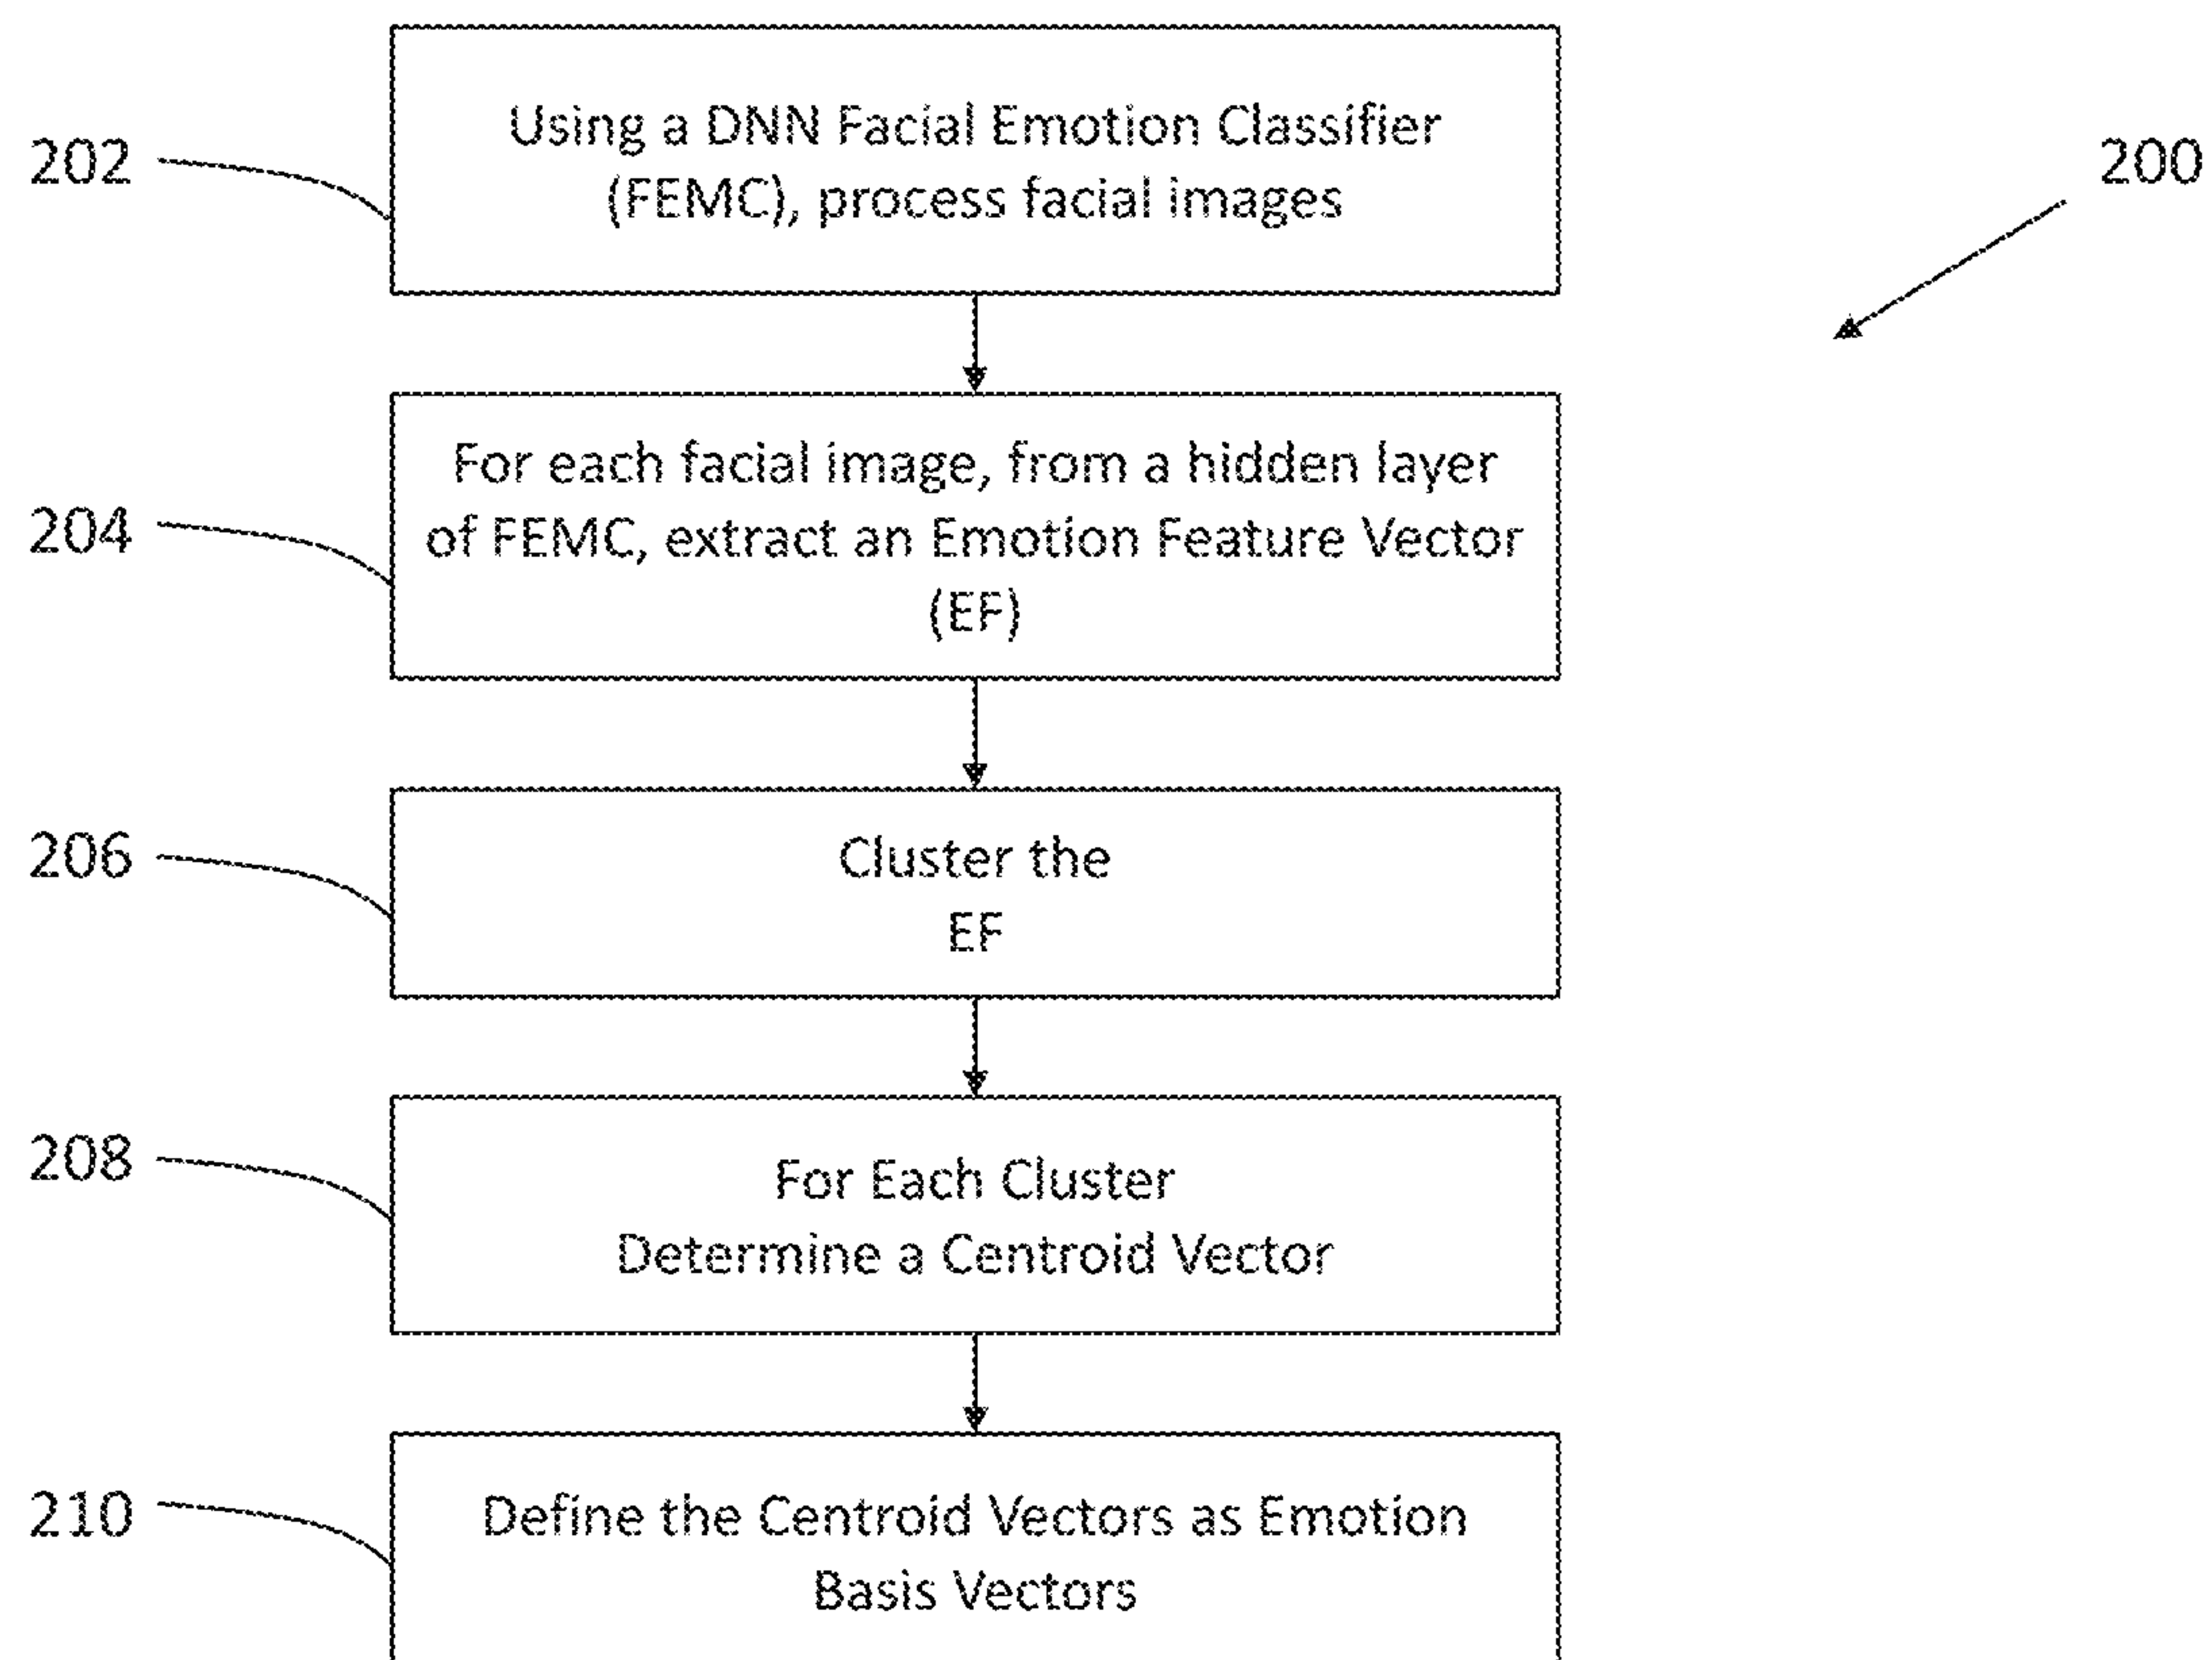 202
Using a DNN Facial Emotion Classifier
(FEMC), process facial images
200
204
For each facial image, from a hidden layer
of FEMC, extract an Emotion Feature Vector
(EF)
206
Cluster the
EF
208
For Each Cluster
Determine a Centroid Vector
210
Define the Centroid Vectors as Emotion
Basis Vectors